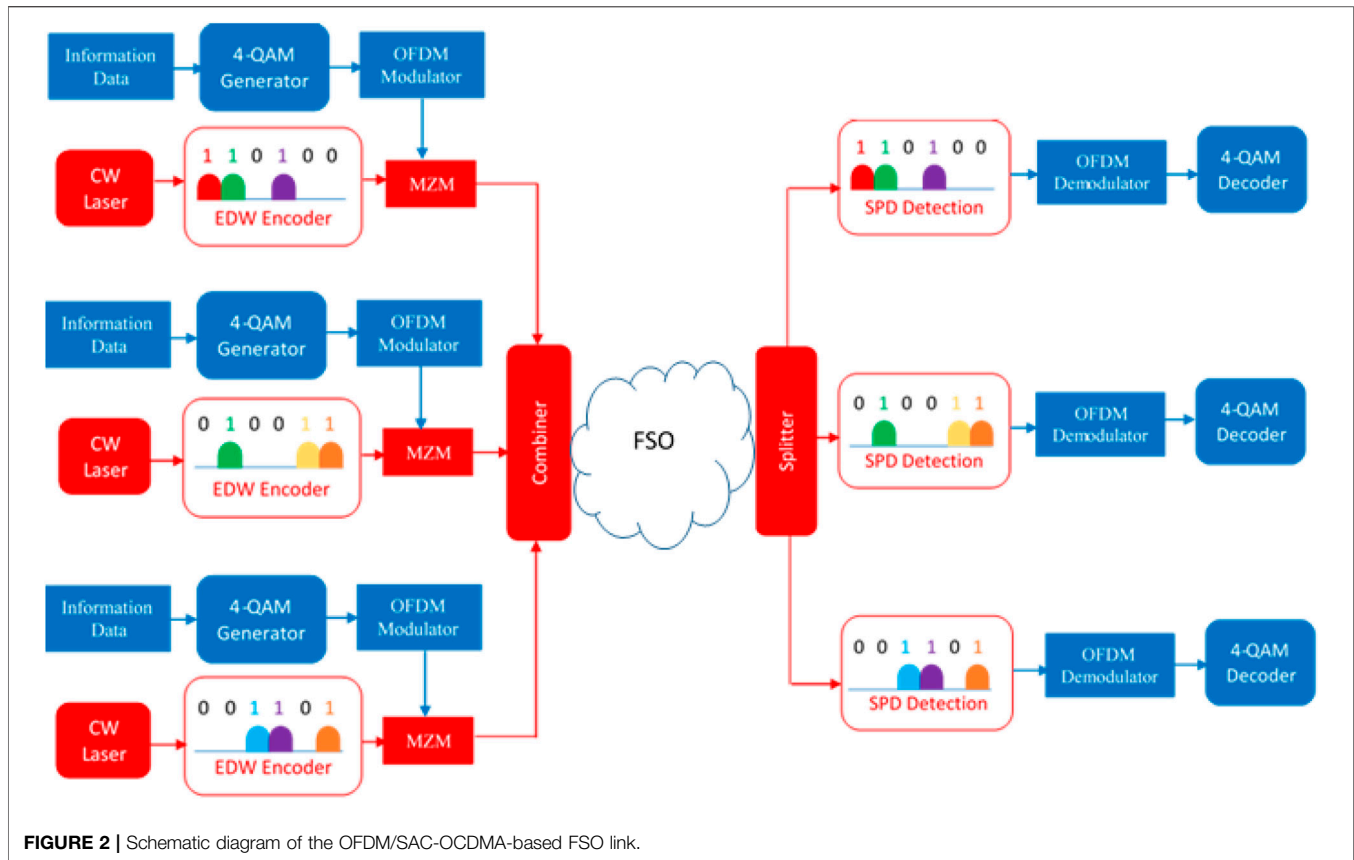 Information
Data
4-QAM
Generator
OFDM
Modulator
CW
Laser
1 1 0 1 0 0
EDW Encoder
MZM
Information
Data
4-QAM
Generator
OFDM
Modulator
CW
Laser
0 1 0 0 1 1
EDW Encoder
MZM
Information
Data
4-QAM
Generator
OFDM
Modulator
CW
Laser
0 0 1 1 0 1
EDW Encoder
MZM
Combiner
FSO
Splitter
1 1 0 1 0 0
SPD Detection
OFDM
Demodulator
4-QAM
Decoder
0 1 0 0 1 1
SPD Detection
OFDM
Demodulator
4-QAM
Decoder
0 0 1 1 0 1
SPD Detection
OFDM
Demodulator
4-QAM
Decoder
FIGURE 2 | Schematic diagram of the OFDM/SAC-OCDMA-based FSO link.